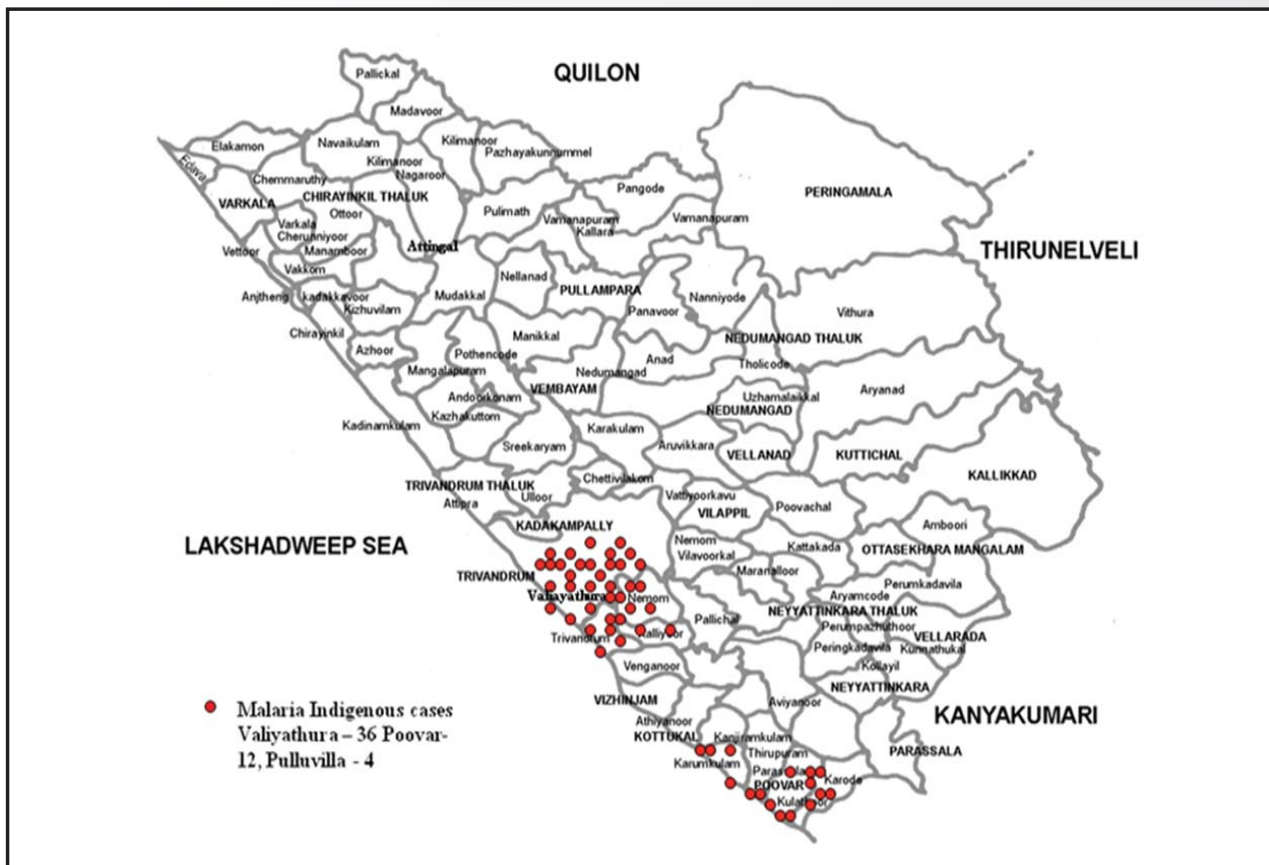 QUILON
Pallickal
Madavoor
Elakamon
Navaikulam
Kilimanoor
Kilimanoor
Pazhayakunnummel
Edava
Nagaroor
Chemmaruthy
CHIRAYINKIL THALUK
VARKALA
Ottoor
Pulimath
Pangode
Vamanapuram
Kallara
Vamanapuram
PERINGAMALA
Varkala
Cherunniyoor
Manamboor
Vettoor
Attingal
THIRUNELVELI
Vakkom
Nellanad
PULLAMPARA
Anjtheng
kadakkavoor
Kizhuvilam
Mudakkal
Panavoor
Nanniyode
Vithura
Chirayinkil
Manikkal
NEDUMANGAD THALUK
Azhoor
Pothencode
Anad
Tholicode
Mangalapuram
Nedumangad
VEMBAYAM
Aryanad
Andoorkonam
Uzhamalaikkal
NEDUMANGAD
Kazhakuttom
Kadinamkulam
Karakulam
Sreekaryam
Aruvikkara
VELLANAD
KUTTICHAL
KALLIKKAD
Chettivilakom
TRIVANDRUM THALUK
Attipra
Ulloor
Vattiyoorkavu
VILAPPIL
Poovachal
KADAKAMPALLY
Amboori
LAKSHADWEEP SEA
Nemom
Vilavoorkal
Kattakada
OTTASEKHARA MANGALAM
TRIVANDRUM
Maranalloor
Perumkadavila
Valiayathura
Nemom
Aryamcode
NEYYATTINKARA THALUK
Pallichal
Perumpazhuthoor
VELLARADA
Trivandrum
Kalliyoor
Peringkadavila
Kunnathukal
Venganoor
Kollayil
NEYYATTINKARA
VIZHINJAM
Aviyanoor
KANYAKUMARI
Athiyanoor
KOTTUKAL
Kanjiramkulam
Thirupuram
PARASSALA
Karumkulam
Parassala
Karode
POOVAR
Kulathoor
Malaria Indigenous cases
Valiyathura – 36 Poovar-
12, Pulluvilla - 4